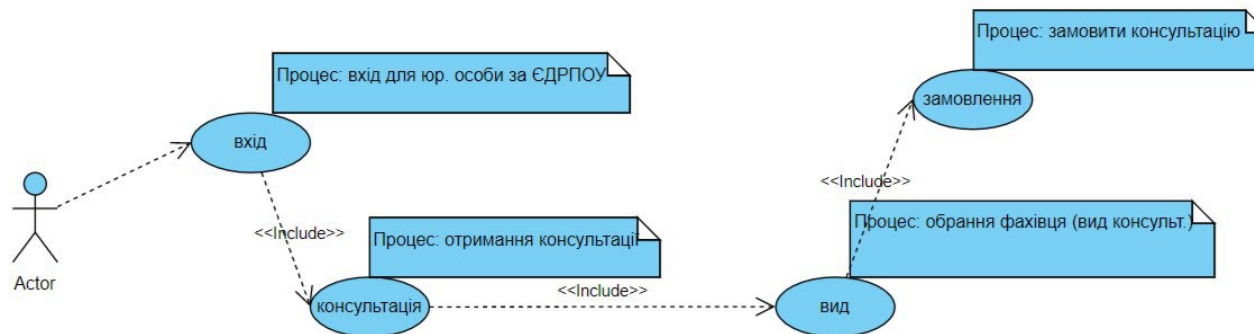 Процес: замовити консультацію
Процес: вхід для юр. особи за ЄДРПОУ
замовлення
вхід
<<Include>>
<<Include>>
Процес: обрання фахівця (вид консульт.)
Процес: отримання консультації
Actor
<<Include>>
консультація
вид